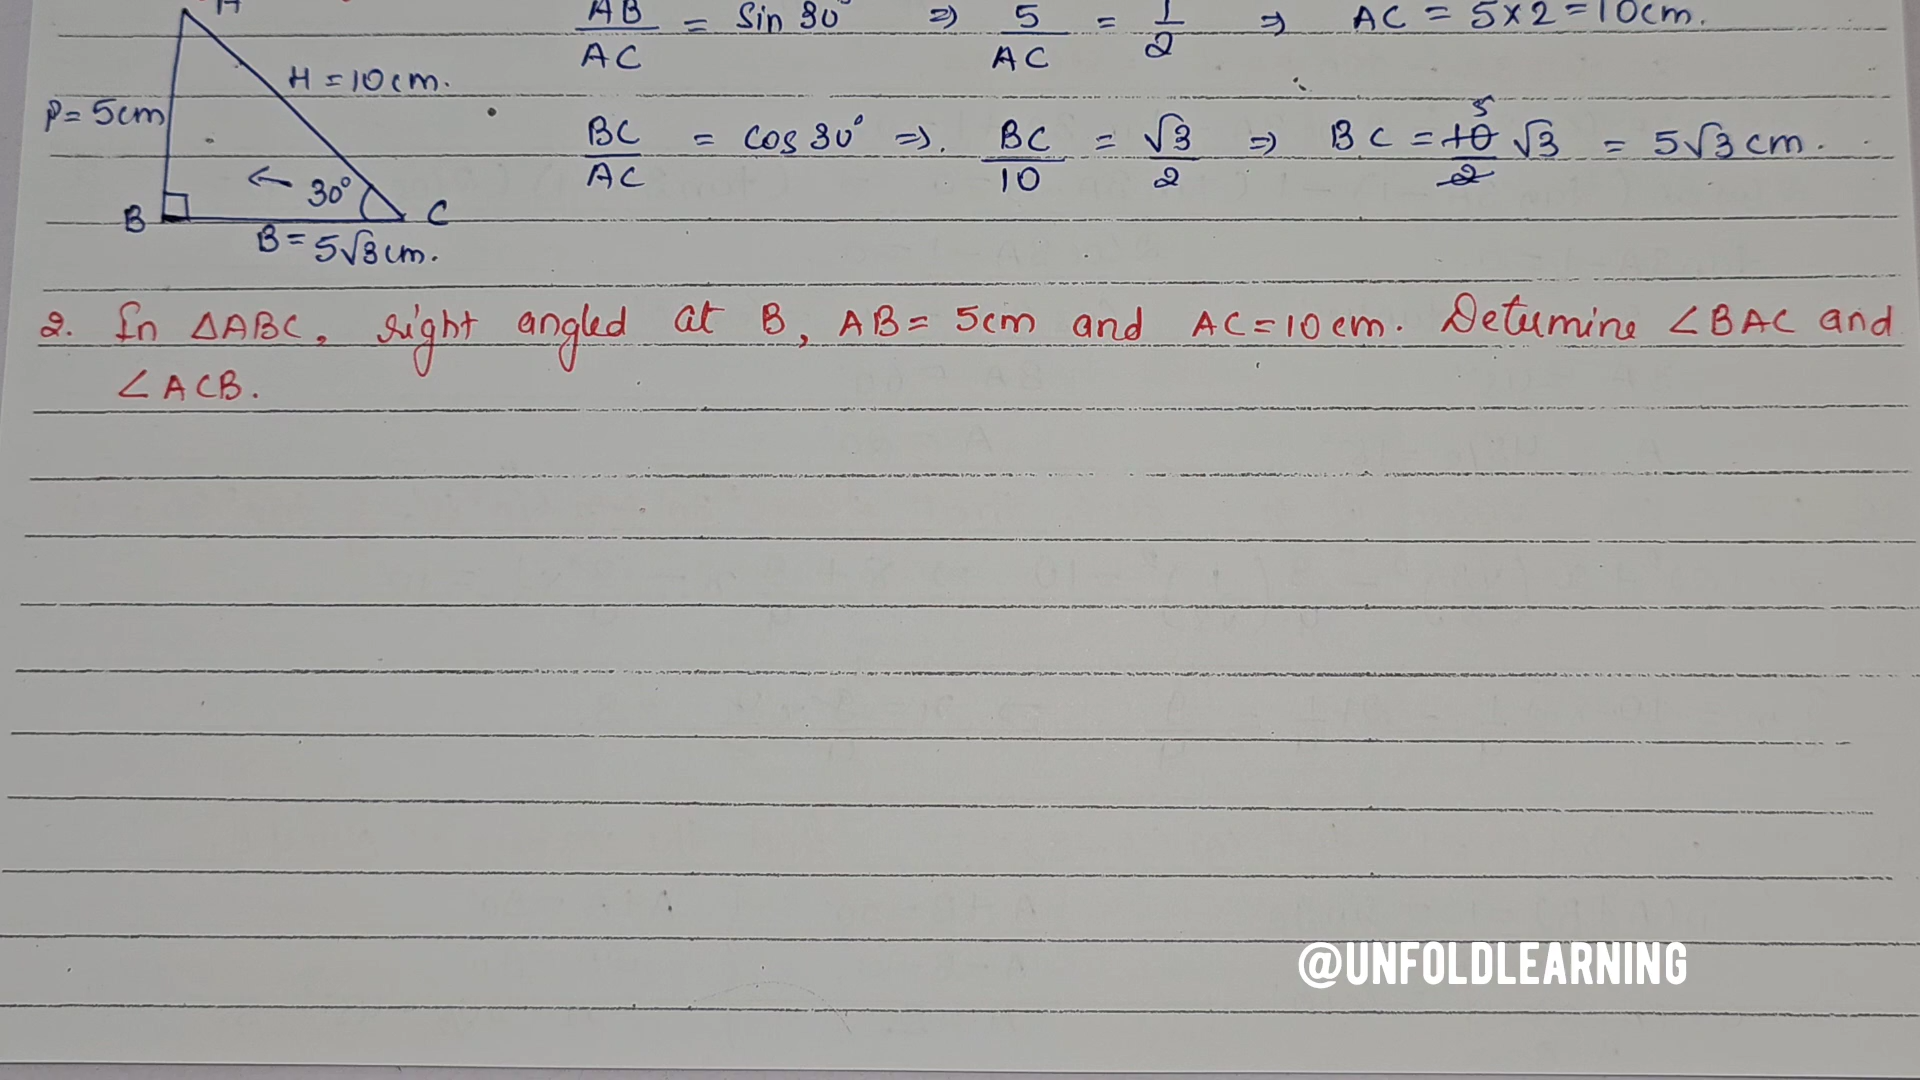 A
AB/AC = Sin 30° ⇒ 5/AC = 1/2 ⇒ AC = 5×2 = 10cm.
H = 10cm.
P = 5cm
BC/AC = Cos 30° ⇒. BC/10 = √3/2 ⇒ BC = 10/2 5 √3 = 5√3 cm.
← 30°
B C
B = 5√3 cm.
2. In ΔABC, right angled at B, AB = 5cm and AC = 10cm. Determine ∠BAC and
∠ACB.
@UNFOLDLEARNING